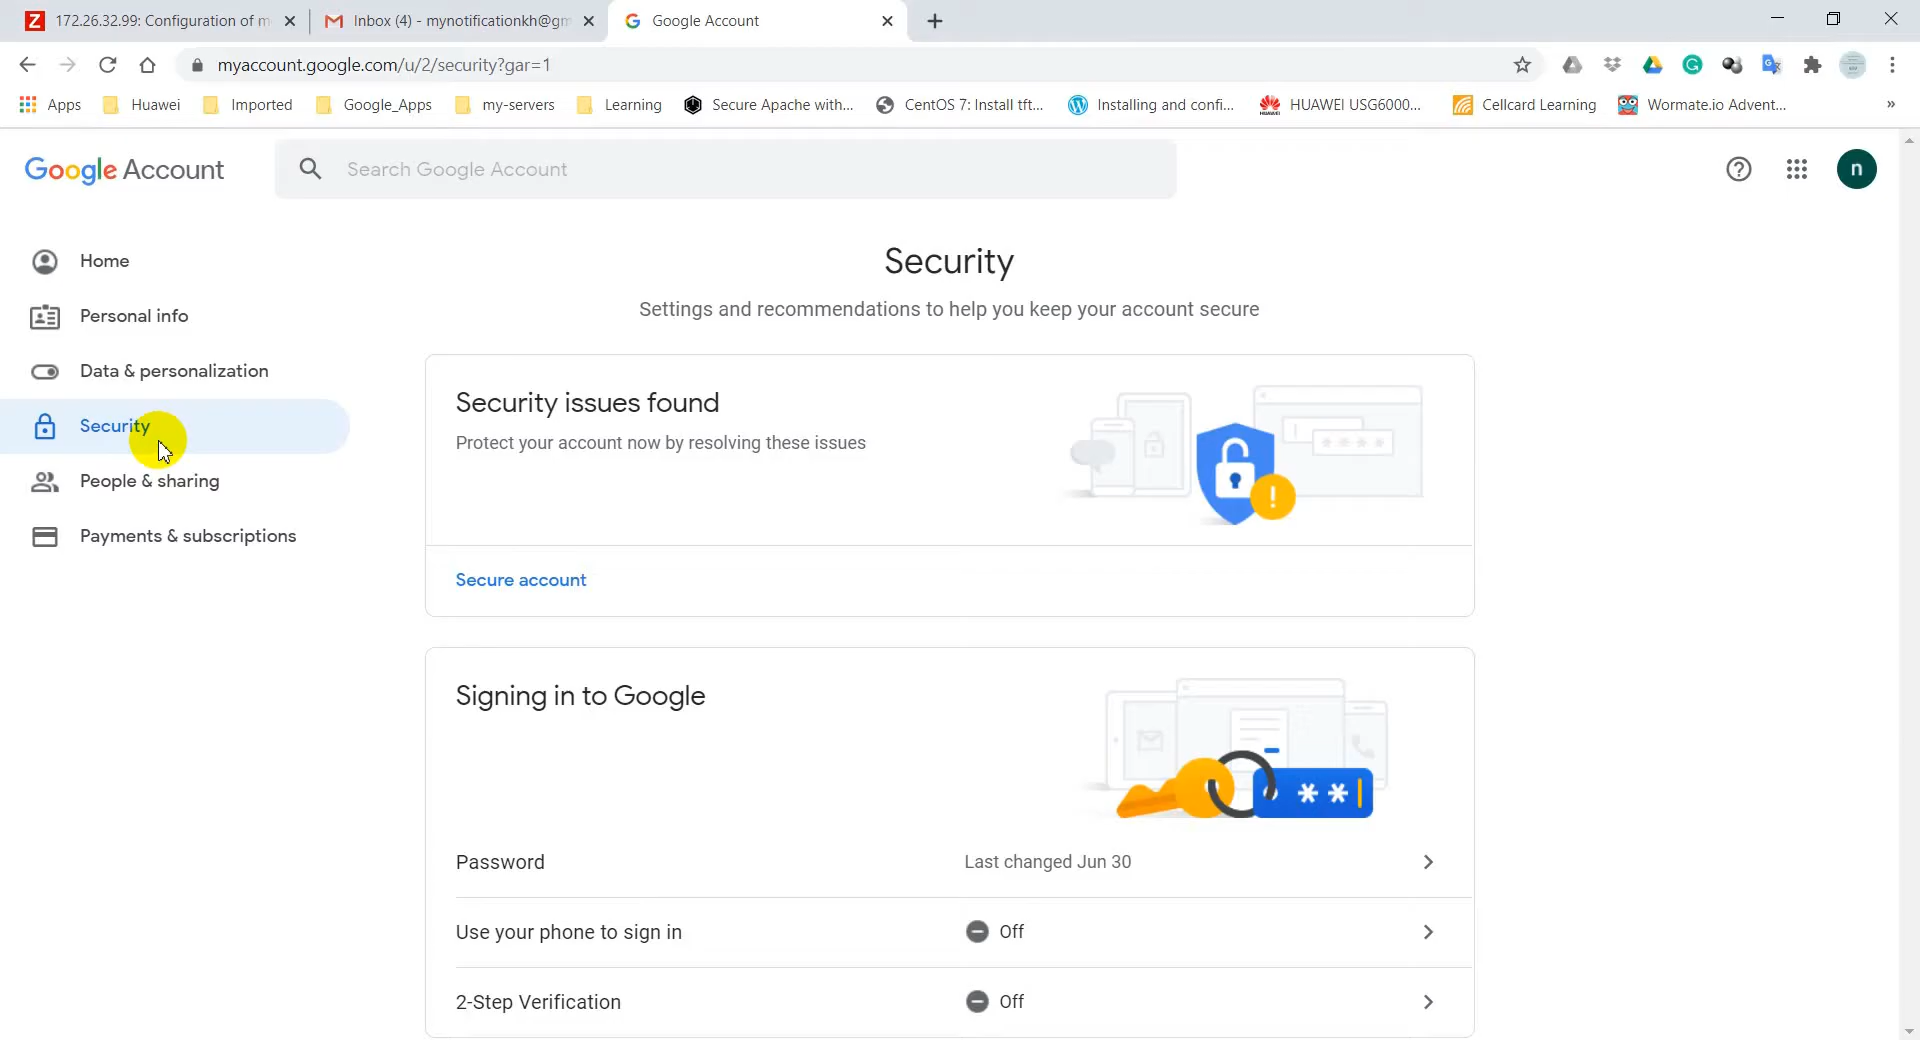 172.26.32.99: Configuration of m
Inbox (4) - mynotificationkh@gm
Google Account
myaccount.google.com/u/2/security?gar=1
Apps Huawei Imported Google_Apps my-servers Learning Secure Apache with... CentOS 7: Install tft... Installing and confi... HUAWEI USG6000... Cellcard Learning Wormate.io Advent... »
Google Account
Search Google Account
n
Home
Personal info
Data & personalization
Security
People & sharing
Payments & subscriptions
Security
Settings and recommendations to help you keep your account secure
Security issues found
Protect your account now by resolving these issues
Secure account
Signing in to Google
Password Last changed Jun 30
Use your phone to sign in Off
2-Step Verification Off